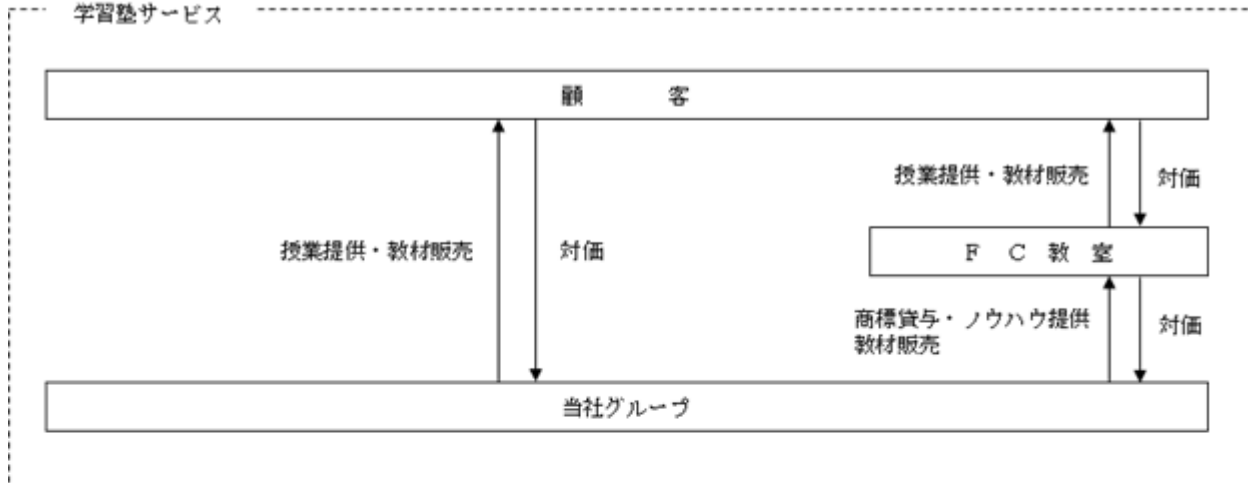 学習塾サービス
顧　　　客
授業提供・教材販売
対価
授業提供・教材販売
対価
Ｆ　Ｃ　教　室
商標貸与・ノウハウ提供
教材販売
対価
当社グループ